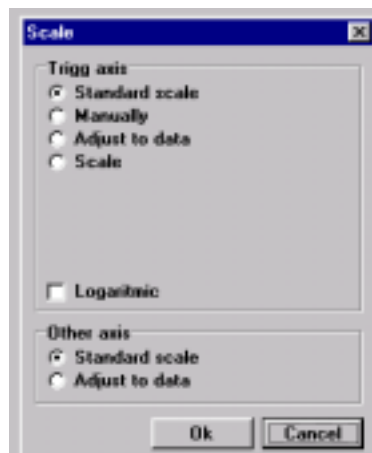 Scale
Trigg axis
Standard scale
Manually
Adjust to data
Scale
Logaritmic
Other axis
Standard scale
Adjust to data
Ok Cancel